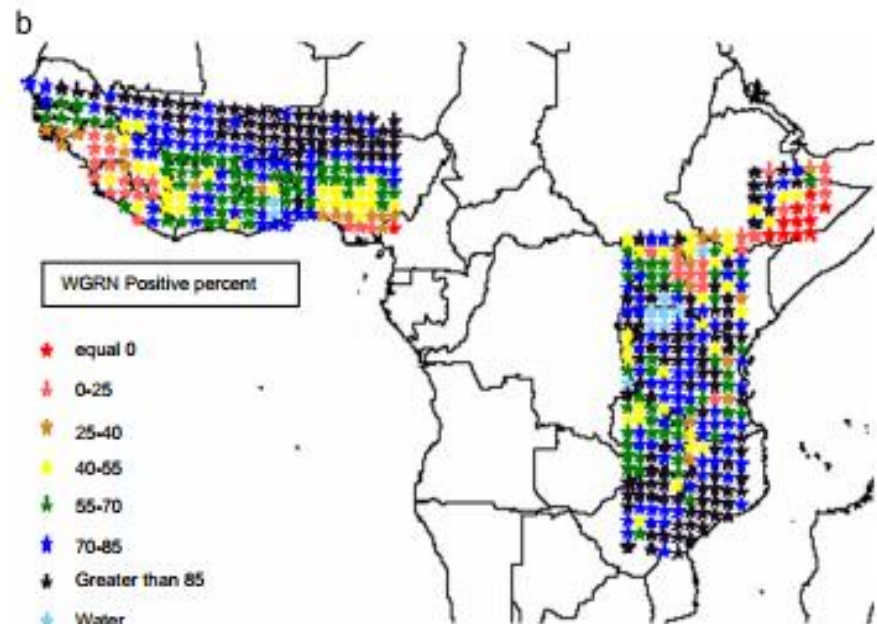 b
WGRN Positive percent
equal 0
0-25
25-40
40-55
55-70
70-85
Greater than 85
Water